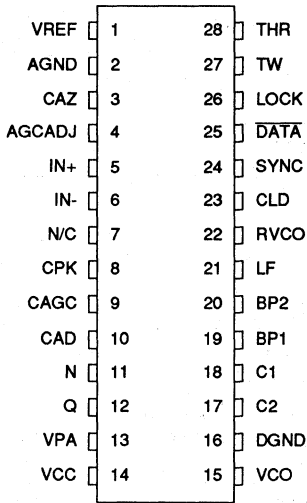 VREF 1 28 THR
AGND 2 27 TW
CAZ 3 26 LOCK
AGCADJ 4 25 DATA
IN+ 5 24 SYNC
IN- 6 23 CLD
N/C 7 22 RVCO
CPK 8 21 LF
CAGC 9 20 BP2
CAD 10 19 BP1
N 11 18 C1
Q 12 17 C2
VPA 13 16 DGND
VCC 14 15 VCO